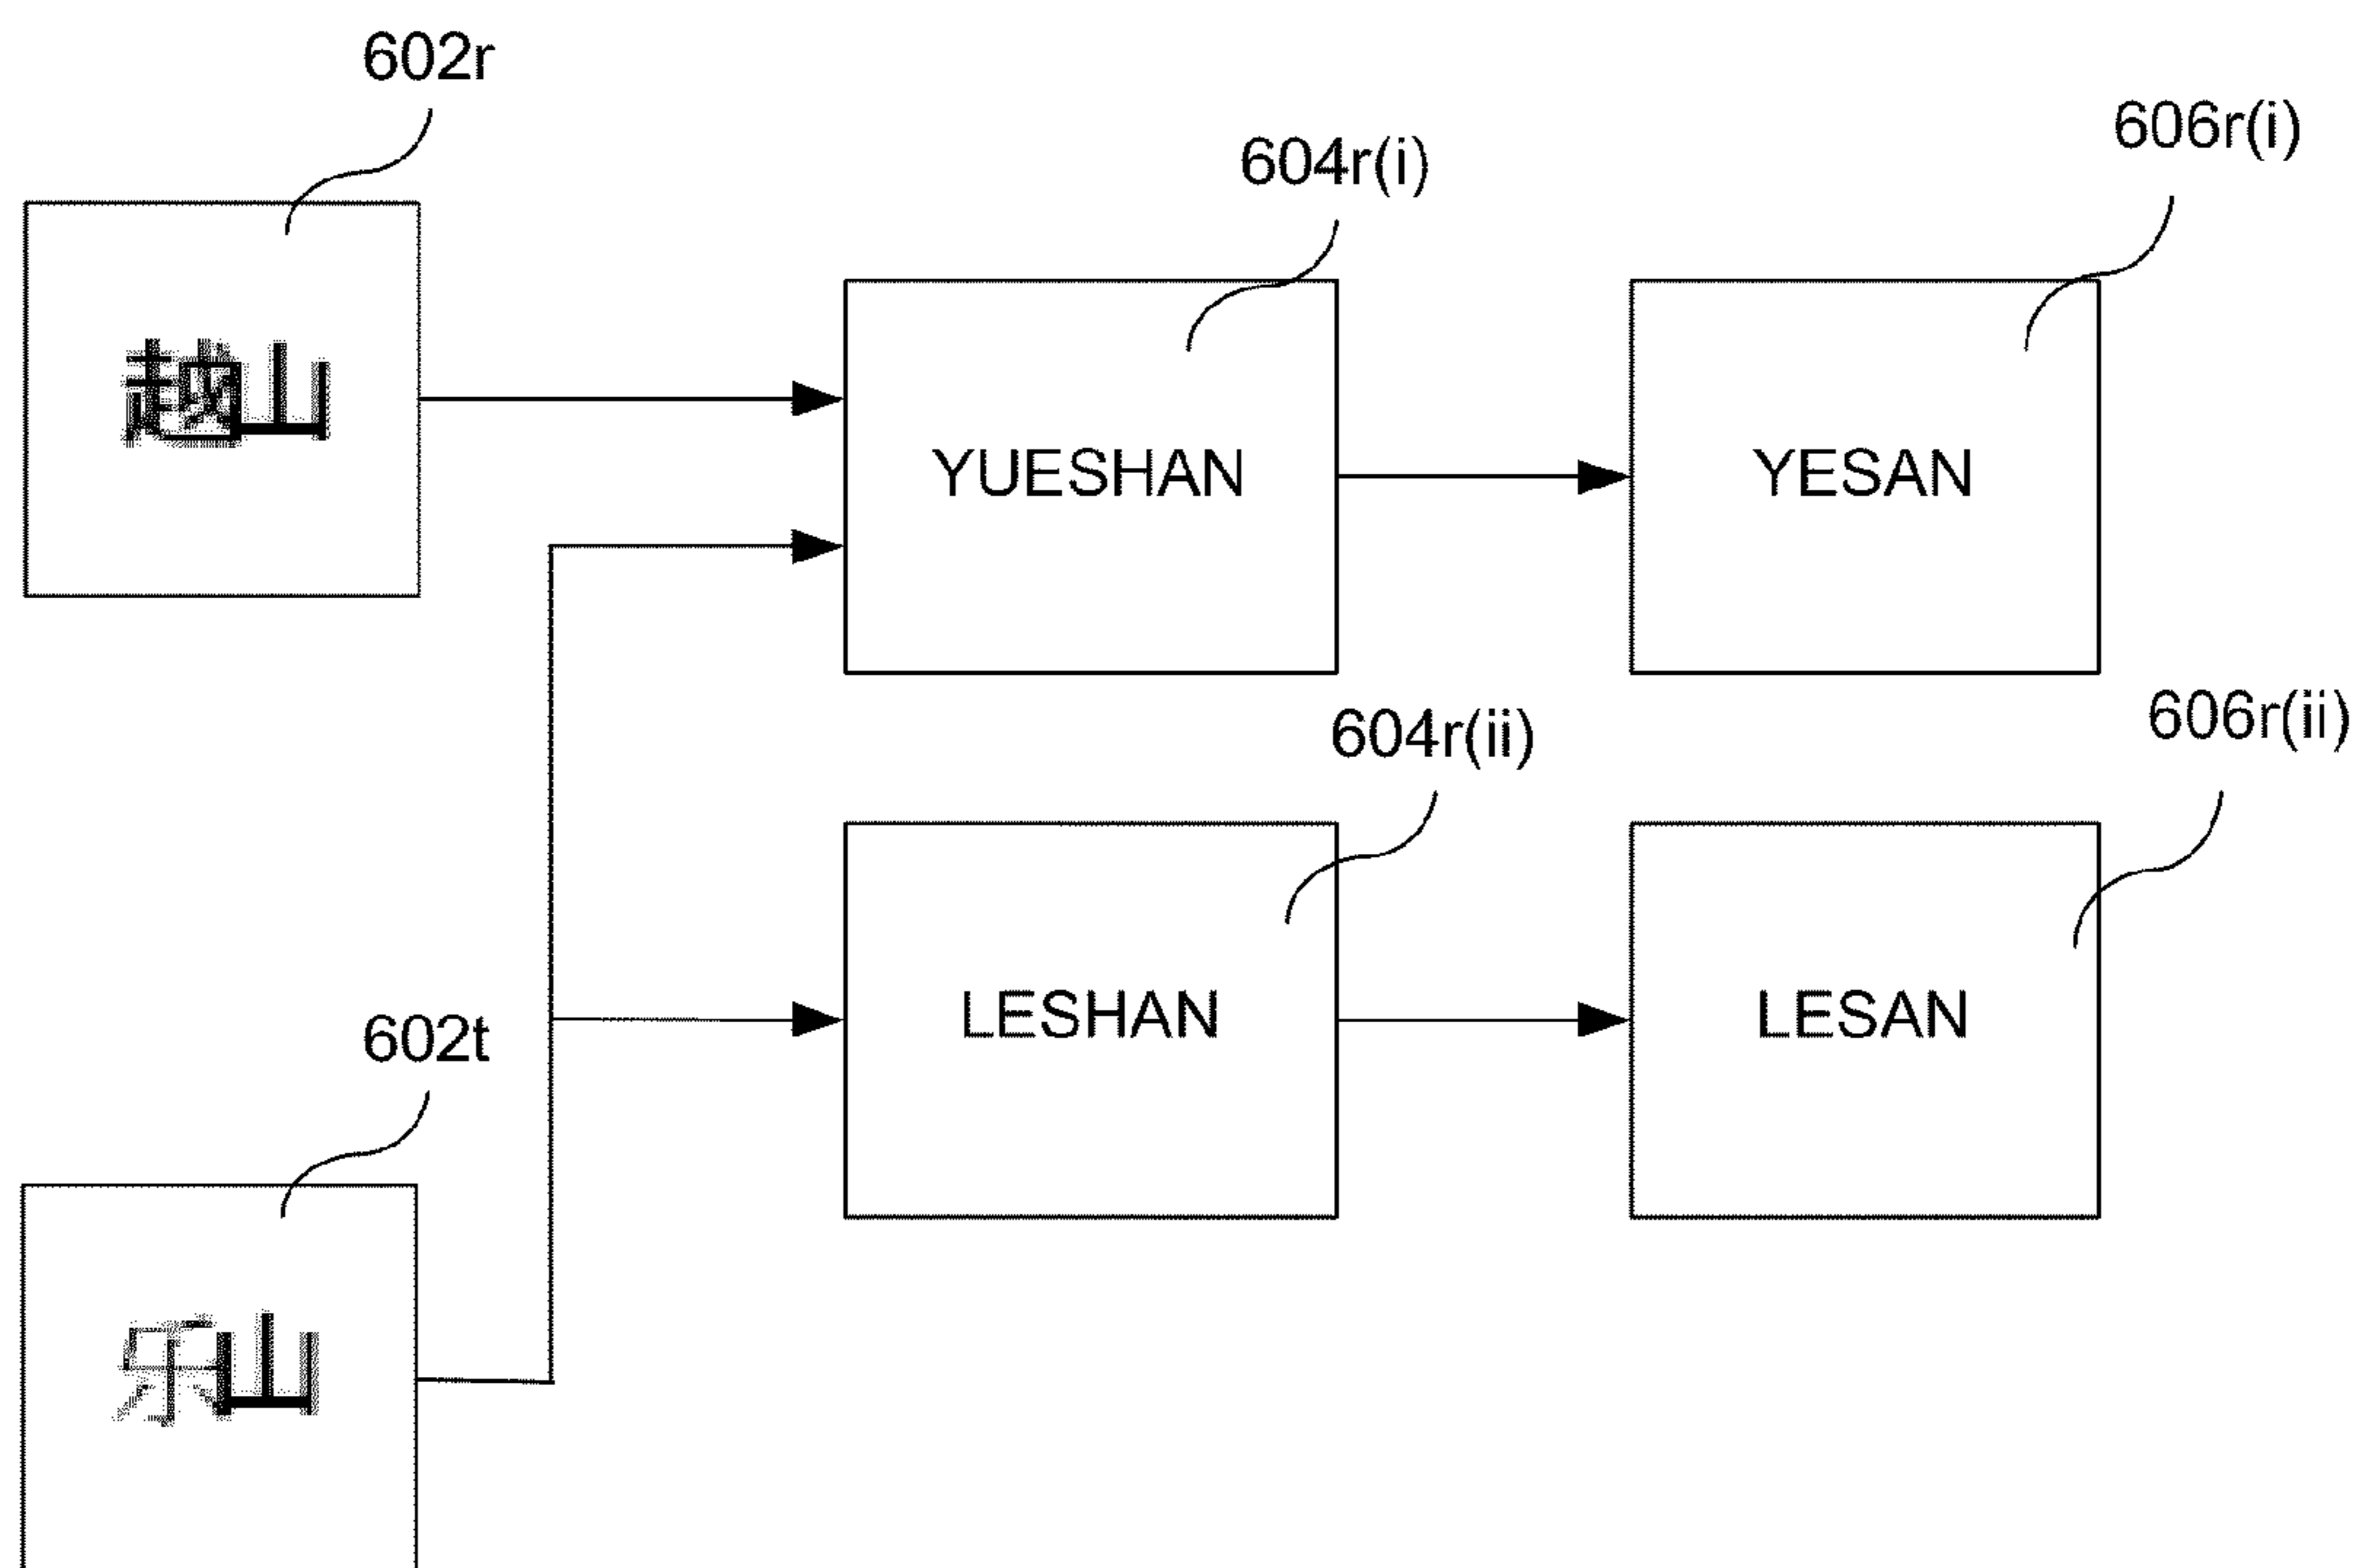 602r
606r(i)
604r(i)
越山
YUESHAN
YESAN
606r(ii)
604r(ii)
LESHAN
LESAN
602t
乐山